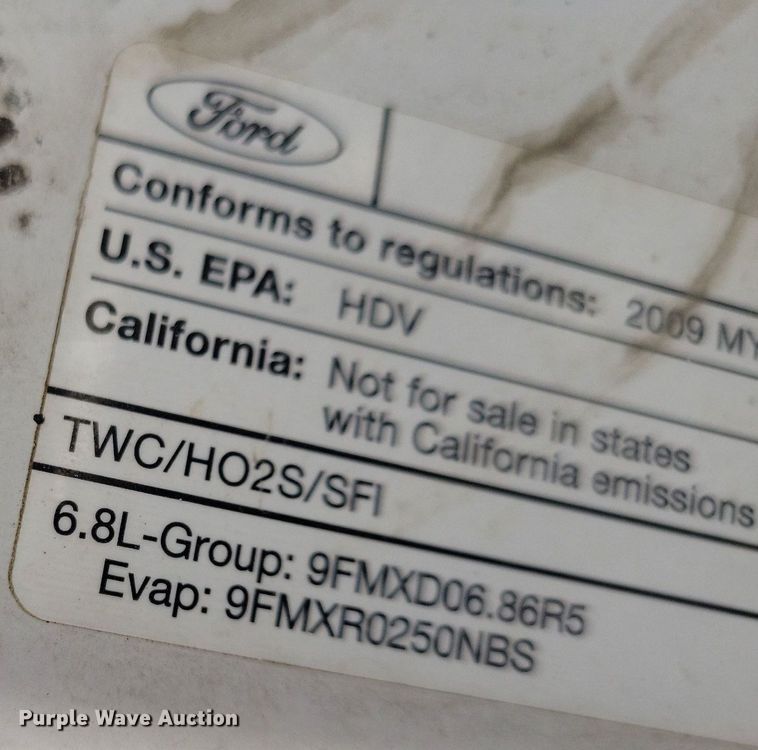 Ford
Conforms to regulations: 2009 MY
U.S. EPA: HDV
California: Not for sale in states
with California emissions
TWC/HO2S/SFI
6.8L-Group: 9FMXD06.86R5
Evap: 9FMXR0250NBS
Purple Wave Auction